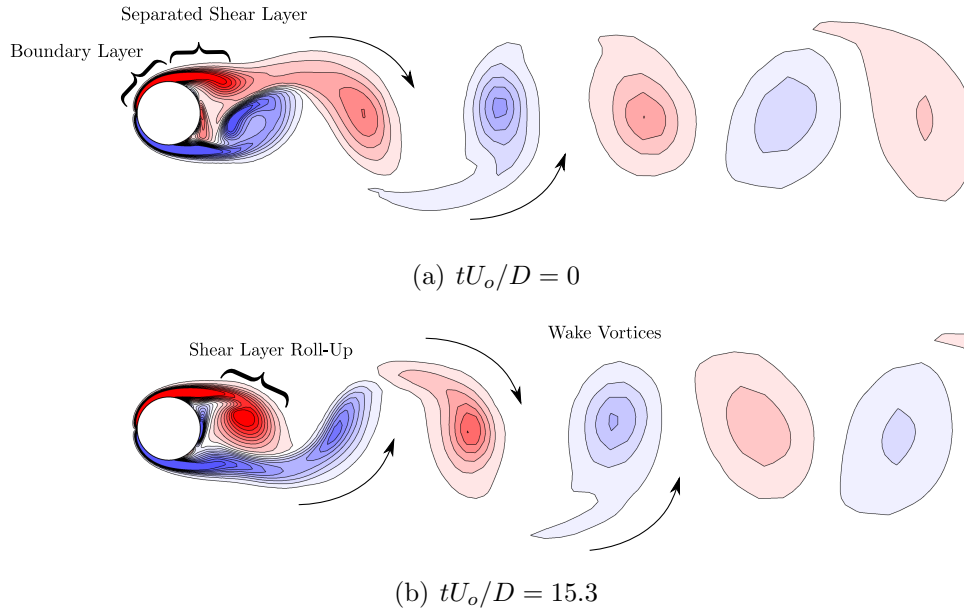 Separated Shear Layer
Boundary Layer
(a) $tU_o/D = 0$
Wake Vortices
Shear Layer Roll-Up
(b) $tU_o/D = 15.3$